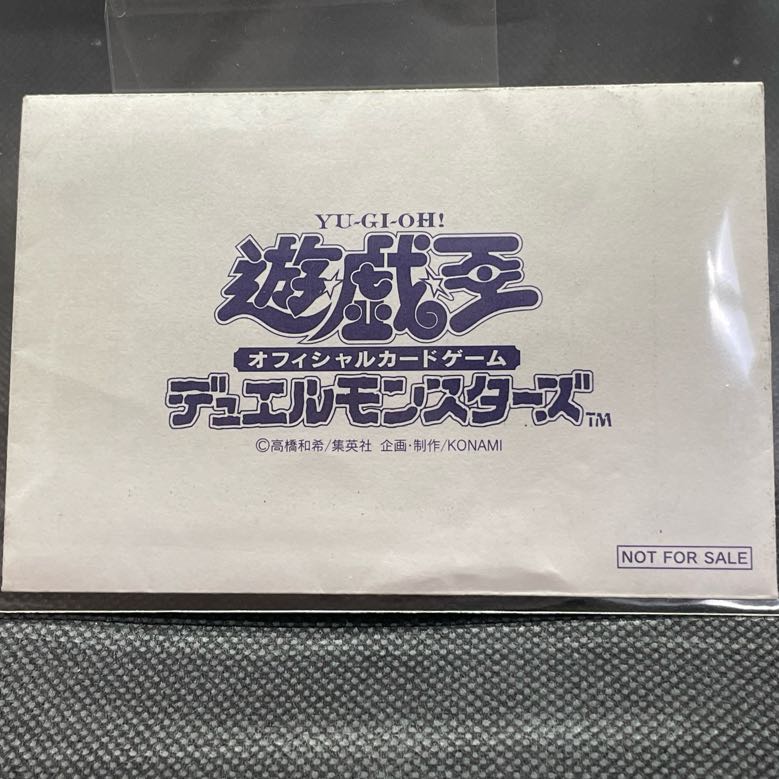 YU-GI-OH!
遊☆戯☆王
オフィシャルカードゲーム
デュエルモンスターズ™
©高橋和希/集英社 企画・制作/KONAMI
NOT FOR SALE